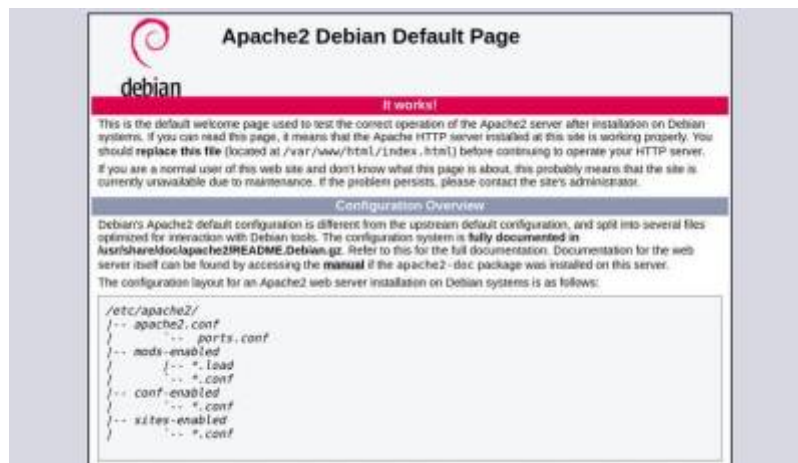 Apache2 Debian Default Page
debian
It works!
This is the default welcome page used to test the correct operation of the Apache2 server after installation on Debian
systems. If you can read this page, it means that the Apache HTTP server installed at this site is working properly. You
should replace this file (located at /var/www/html/index.html) before continuing to operate your HTTP server.
If you are a normal user of this web site and don't know what this page is about, this probably means that the site is
currently unavailable due to maintenance. If the problem persists, please contact the site's administrator.
Configuration Overview
Debian's Apache2 default configuration is different from the upstream default configuration, and split into several files
optimized for interaction with Debian tools. The configuration system is fully documented in
/usr/share/doc/apache2/README.Debian.gz. Refer to this for the full documentation. Documentation for the web
server itself can be found by accessing the manual if the apache2-doc package was installed on this server.
The configuration layout for an Apache2 web server installation on Debian systems is as follows:
/etc/apache2/
|-- apache2.conf
|       `--  ports.conf
|-- mods-enabled
|       |-- *.load
|       `-- *.conf
|-- conf-enabled
|       `-- *.conf
|-- sites-enabled
|       `-- *.conf